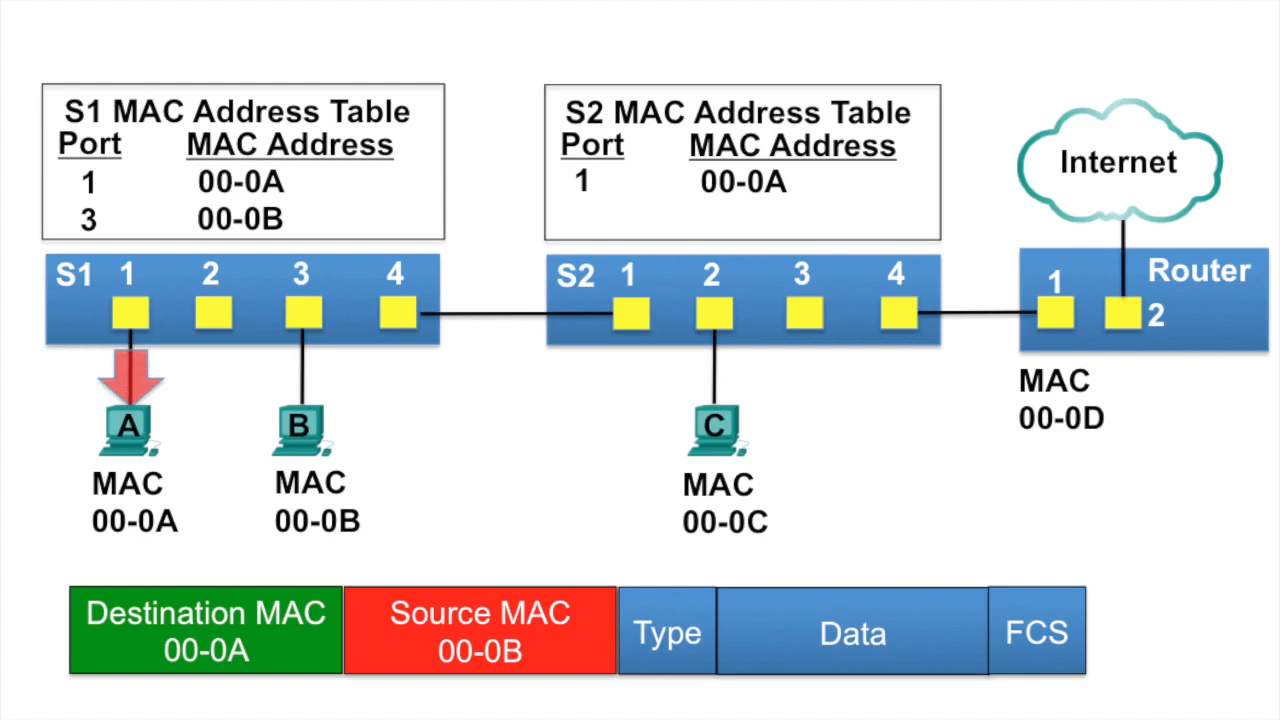 S1 MAC Address Table
Port MAC Address
1 00-0A
3 00-0B
S2 MAC Address Table
Port MAC Address
1 00-0A
Internet
S1 1 2 3 4
S2 1 2 3 4
1 Router
2
A
B
C
MAC
00-0A
MAC
00-0B
MAC
00-0C
MAC
00-0D
Destination MAC
00-0A
Source MAC
00-0B
Type
Data
FCS